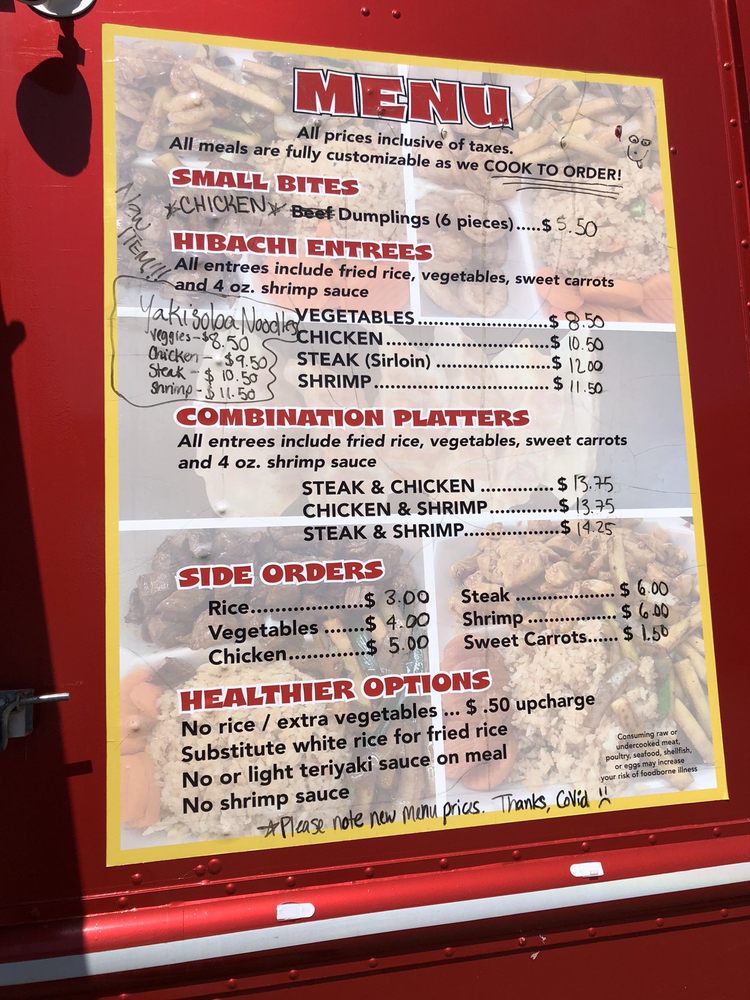 MENU
All prices inclusive of taxes.
All meals are fully customizable as we COOK TO ORDER!
SMALL BITES
*CHICKEN* Beef Dumplings (6 pieces).....$ 5.50
HIBACHI ENTREES
All entrees include fried rice, vegetables, sweet carrots
and 4 oz. shrimp sauce
VEGETABLES.......................$ 8.50
CHICKEN............................$ 10.50
STEAK (Sirloin) ....................$ 12.00
SHRIMP..............................$ 11.50
New
ITEM!!!
Yakisoba Noodles
veggies - $8.50
Chicken - $9.50
Steak - $10.50
Shrimp - $11.50
COMBINATION PLATTERS
All entrees include fried rice, vegetables, sweet carrots
and 4 oz. shrimp sauce
STEAK & CHICKEN ............$ 13.75
CHICKEN & SHRIMP............$ 13.75
STEAK & SHRIMP................$ 14.25
SIDE ORDERS
Rice...................$ 3.00
Vegetables .......$ 4.00
Chicken.............$ 5.00
Steak ................. $ 6.00
Shrimp ............... $ 6.00
Sweet Carrots...... $ 1.50
HEALTHIER OPTIONS
No rice / extra vegetables ... $ .50 upcharge
Substitute white rice for fried rice
No or light teriyaki sauce on meal
No shrimp sauce
Consuming raw or
undercooked meat,
poultry, seafood, shellfish,
or eggs may increase
your risk of foodborne illness
*Please note new menu prices. Thanks, Covid :(